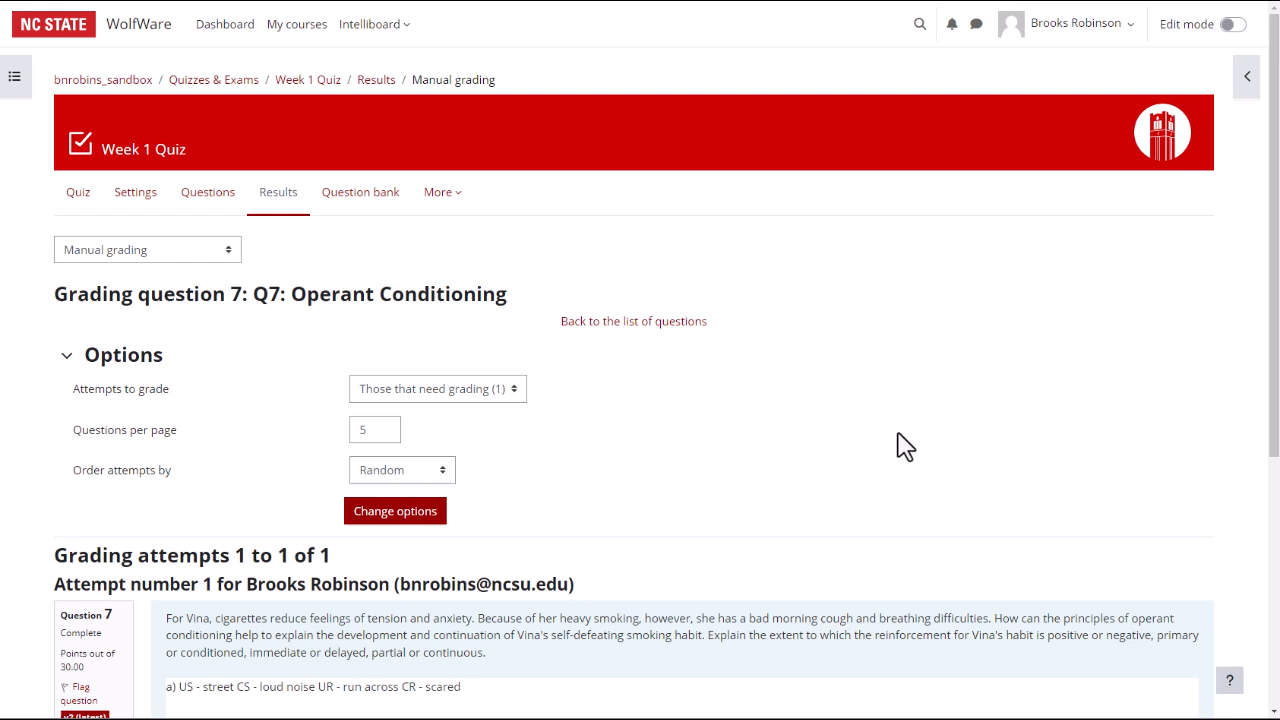 NC STATE WolfWare Dashboard My courses Intelliboard Brooks Robinson Edit mode
bnrobins_sandbox / Quizzes & Exams / Week 1 Quiz / Results / Manual grading
Week 1 Quiz
Quiz Settings Questions Results Question bank More
Manual grading
Grading question 7: Q7: Operant Conditioning
Back to the list of questions
Options
Attempts to grade Those that need grading (1)
Questions per page 5
Order attempts by Random
Change options
Grading attempts 1 to 1 of 1
Attempt number 1 for Brooks Robinson (bnrobins@ncsu.edu)
Question 7
Complete
Points out of
30.00
Flag
question
v2 (latest)
For Vina, cigarettes reduce feelings of tension and anxiety. Because of her heavy smoking, however, she has a bad morning cough and breathing difficulties. How can the principles of operant
conditioning help to explain the development and continuation of Vina's self-defeating smoking habit. Explain the extent to which the reinforcement for Vina's habit is positive or negative, primary
or conditioned, immediate or delayed, partial or continuous.
a) US - street CS - loud noise UR - run across CR - scared
?